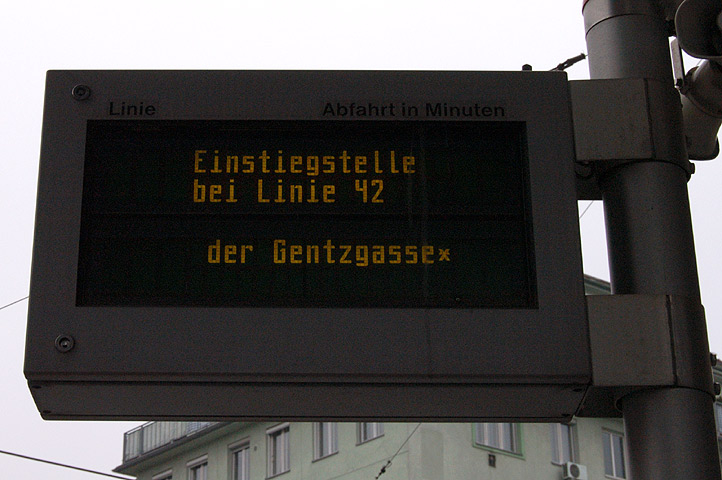 Linie Abfahrt in Minuten
Einstiegstelle
bei Linie 42
der Gentzgasse*